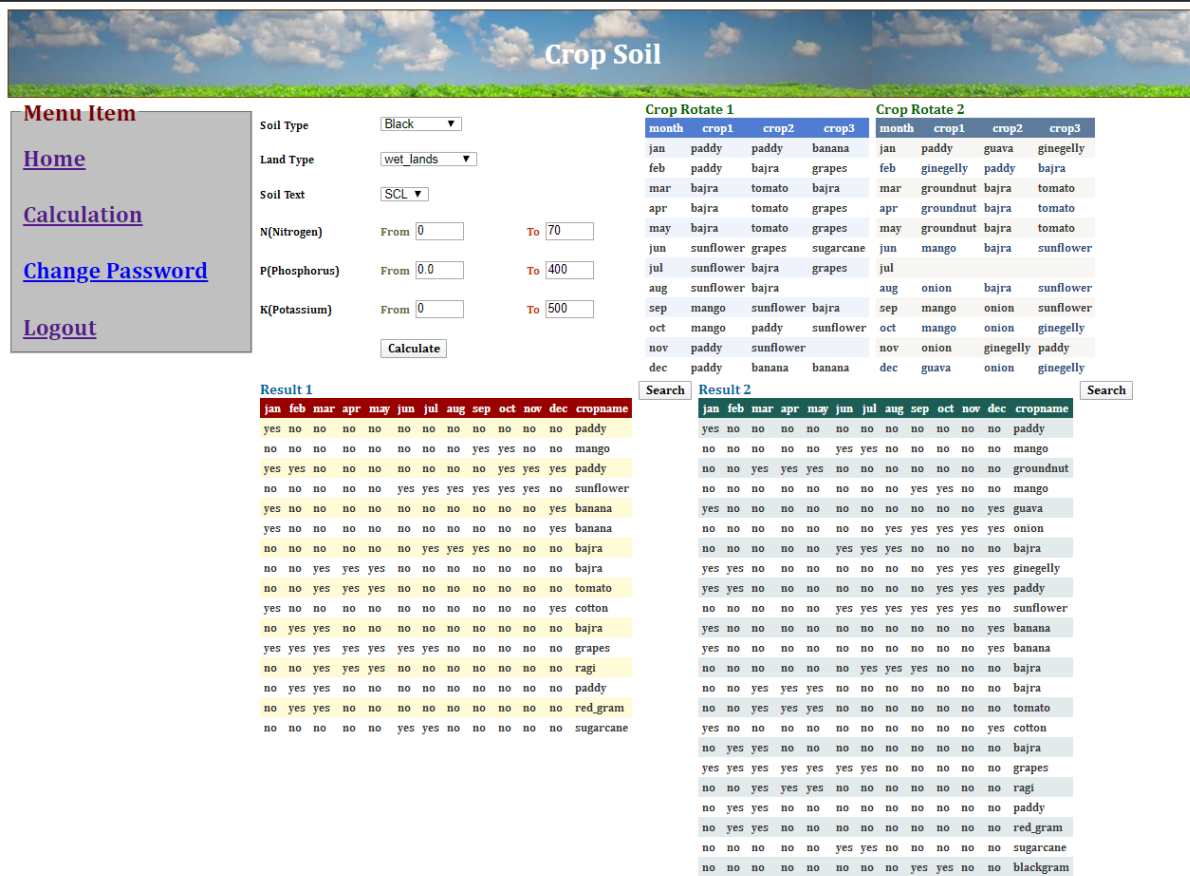 Crop Soil
Menu Item
Home
Calculation
Change Password
Logout
Soil Type Black
Land Type wet_lands
Soil Text SCL
N(Nitrogen) From 0 To 70
P(Phosphorus) From 0.0 To 400
K(Potassium) From 0 To 500
Calculate
Crop Rotate 1
month crop1 crop2 crop3
jan paddy paddy banana
feb paddy bajra grapes
mar bajra tomato bajra
apr bajra tomato grapes
may bajra tomato grapes
jun sunflower grapes sugarcane
jul sunflower bajra grapes
aug sunflower bajra
sep mango sunflower bajra
oct mango paddy sunflower
nov paddy sunflower
dec paddy banana banana
Crop Rotate 2
month crop1 crop2 crop3
jan paddy guava ginegelly
feb ginegelly paddy bajra
mar groundnut bajra tomato
apr groundnut bajra tomato
may groundnut bajra tomato
jun mango bajra sunflower
jul
aug onion bajra sunflower
sep mango onion sunflower
oct mango onion ginegelly
nov onion ginegelly paddy
dec guava onion ginegelly
Result 1
Search
jan feb mar apr may jun jul aug sep oct nov dec cropname
yes no no no no no no no no no no no paddy
no no no no no no no no yes yes no no mango
yes yes no no no no no no no yes yes yes paddy
no no no no no yes yes yes yes yes yes no sunflower
yes no no no no no no no no no no yes banana
yes no no no no no no no no no no yes banana
no no no no no no yes yes yes no no no bajra
no no yes yes yes no no no no no no no bajra
no no yes yes yes no no no no no no no tomato
yes no no no no no no no no no no yes cotton
no yes yes no no no no no no no no no bajra
yes yes yes yes yes yes yes no no no no no grapes
no no yes yes yes no no no no no no no ragi
no yes yes no no no no no no no no no paddy
no yes yes no no no no no no no no no red_gram
no no no no no yes yes no no no no no sugarcane
Result 2
Search
jan feb mar apr may jun jul aug sep oct nov dec cropname
yes no no no no no no no no no no no paddy
no no no no no yes yes no no no no no mango
no no yes yes yes no no no no no no no groundnut
no no no no no no no no yes yes no no mango
yes no no no no no no no no no no yes guava
no no no no no no no yes yes yes yes yes onion
no no no no no yes yes yes no no no no bajra
yes yes no no no no no no no yes yes yes ginegelly
yes yes no no no no no no no yes yes yes paddy
no no no no no yes yes yes yes yes yes no sunflower
yes no no no no no no no no no no yes banana
yes no no no no no no no no no no yes banana
no no no no no no yes yes yes no no no bajra
no no yes yes yes no no no no no no no bajra
no no yes yes yes no no no no no no no tomato
yes no no no no no no no no no no yes cotton
no yes yes no no no no no no no no no bajra
yes yes yes yes yes yes yes no no no no no grapes
no no yes yes yes no no no no no no no ragi
no yes yes no no no no no no no no no paddy
no yes yes no no no no no no no no no red_gram
no no no no no yes yes no no no no no sugarcane
no no no no no no no no yes yes no no blackgram